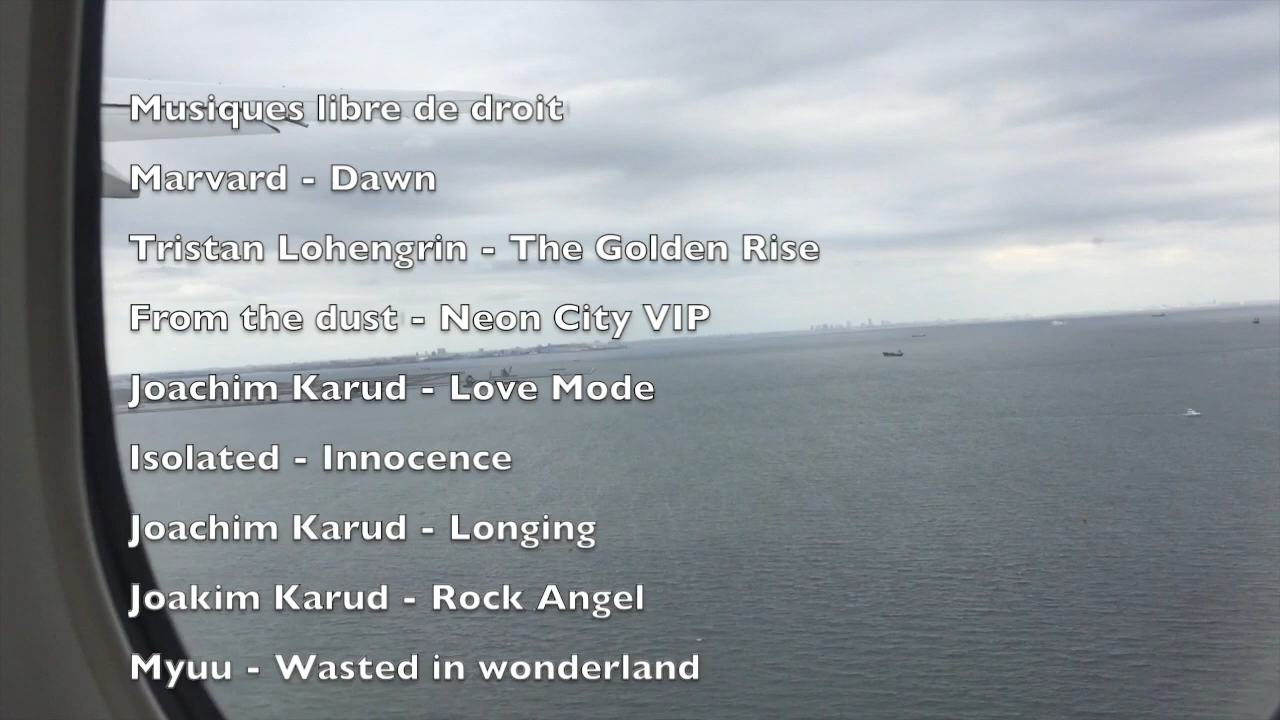 Musiques libre de droit
Marvard - Dawn
Tristan Lohengrin - The Golden Rise
From the dust - Neon City VIP
Joachim Karud - Love Mode
Isolated - Innocence
Joachim Karud - Longing
Joakim Karud - Rock Angel
Myuu - Wasted in wonderland